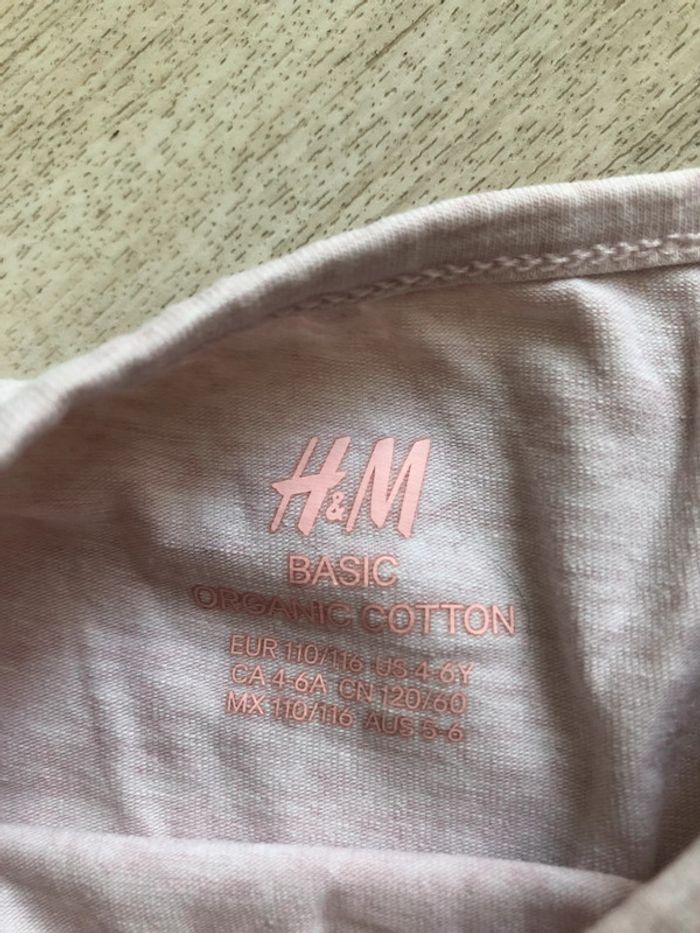 H&M
BASIC
ORGANIC COTTON
EUR 110/116 US 4-6Y
CA 4-6A CN 120/60
MX 110/116 AUS 5-6